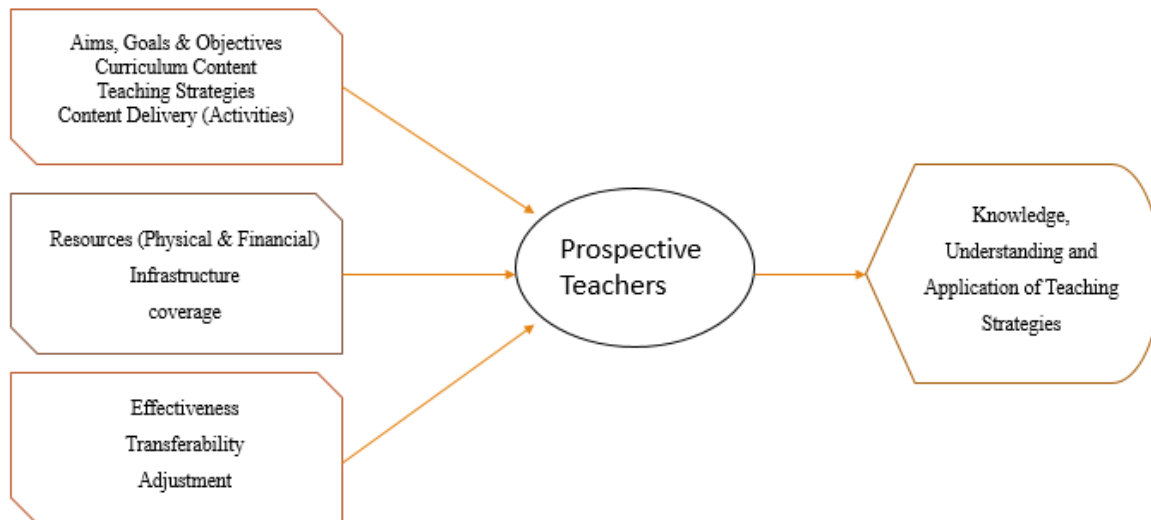 Aims, Goals & Objectives
Curriculum Content
Teaching Strategies
Content Delivery (Activities)
Resources (Physical & Financial)
Infrastructure
coverage
Effectiveness
Transferability
Adjustment
Prospective
Teachers
Knowledge,
Understanding and
Application of Teaching
Strategies